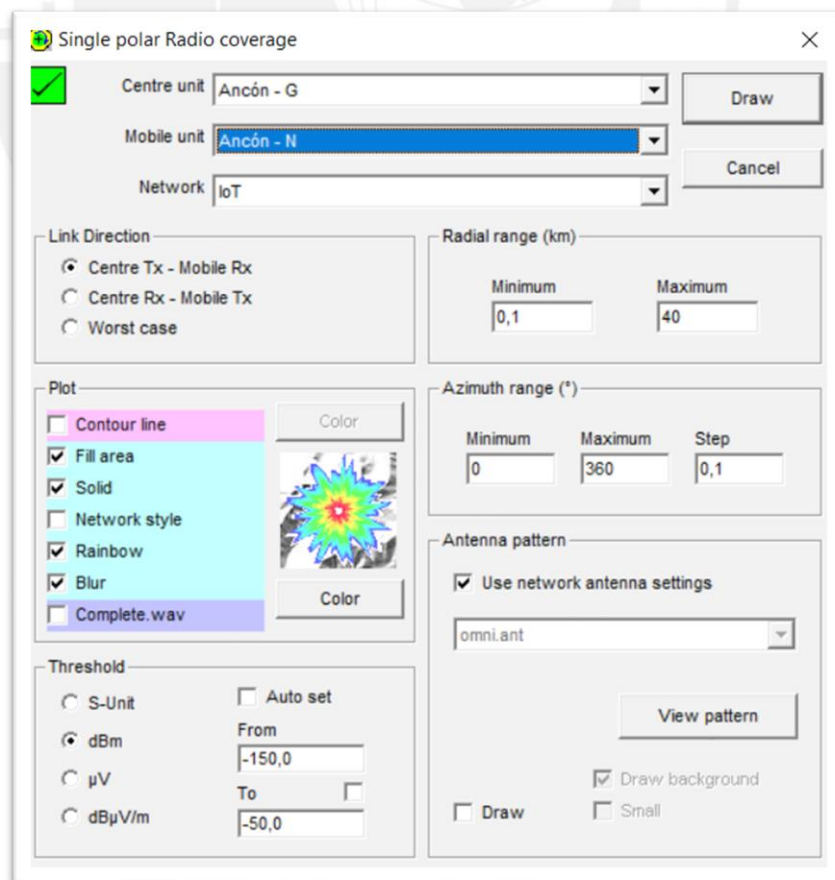 Single polar Radio coverage
Centre unit Ancón - G
Draw
Mobile unit Ancón - N
Cancel
Network IoT
Link Direction
Centre Tx - Mobile Rx
Centre Rx - Mobile Tx
Worst case
Radial range (km)
Minimum Maximum
0,1 40
Plot
Contour line
Fill area
Solid
Network style
Rainbow
Blur
Complete.wav
Color
Color
Azimuth range (°)
Minimum Maximum Step
0 360 0,1
Antenna pattern
Use network antenna settings
omni.ant
View pattern
Draw background
Draw Small
Threshold
S-Unit
dBm
µV
dBµV/m
Auto set
From
-150,0
To
-50,0